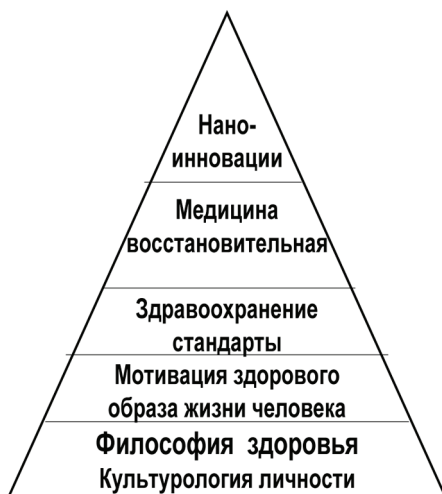 Нано-
инновации
Медицина
восстановительная
Здравоохранение
стандарты
Мотивация здорового
образа жизни человека
Философия здоровья
Культурология личности